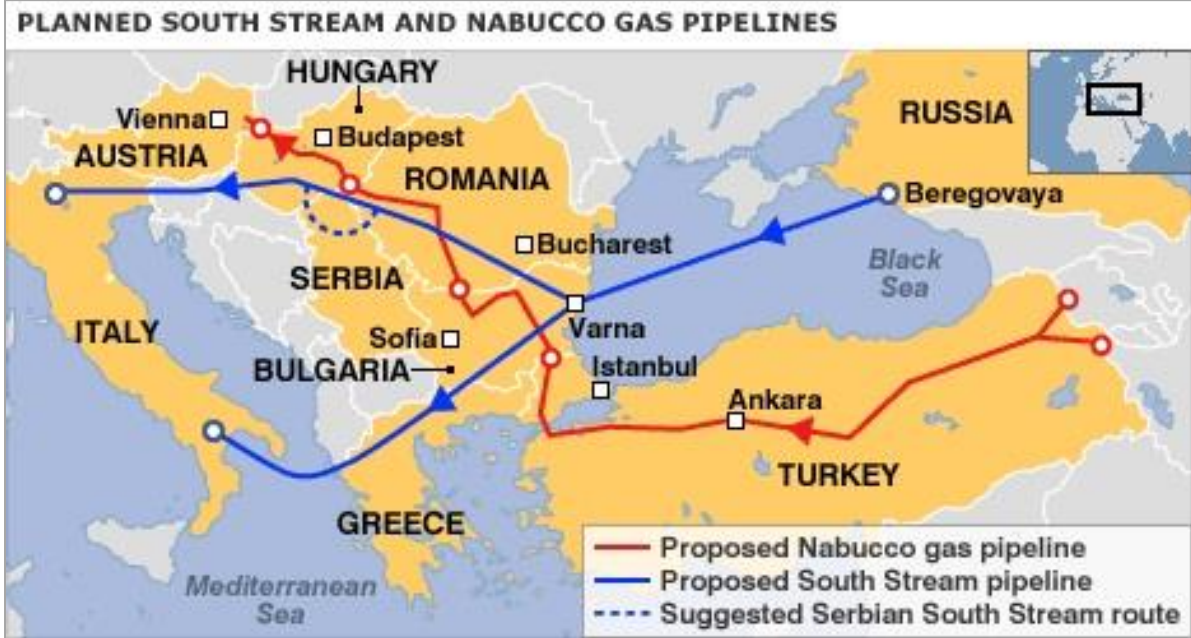 PLANNED SOUTH STREAM AND NABUCCO GAS PIPELINES
HUNGARY
Vienna
Budapest
AUSTRIA
ROMANIA
RUSSIA
Beregovaya
Bucharest
Black
Sea
SERBIA
ITALY
Sofia
Varna
BULGARIA
Istanbul
Ankara
TURKEY
GREECE
Mediterranean
Sea
Proposed Nabucco gas pipeline
Proposed South Stream pipeline
Suggested Serbian South Stream route